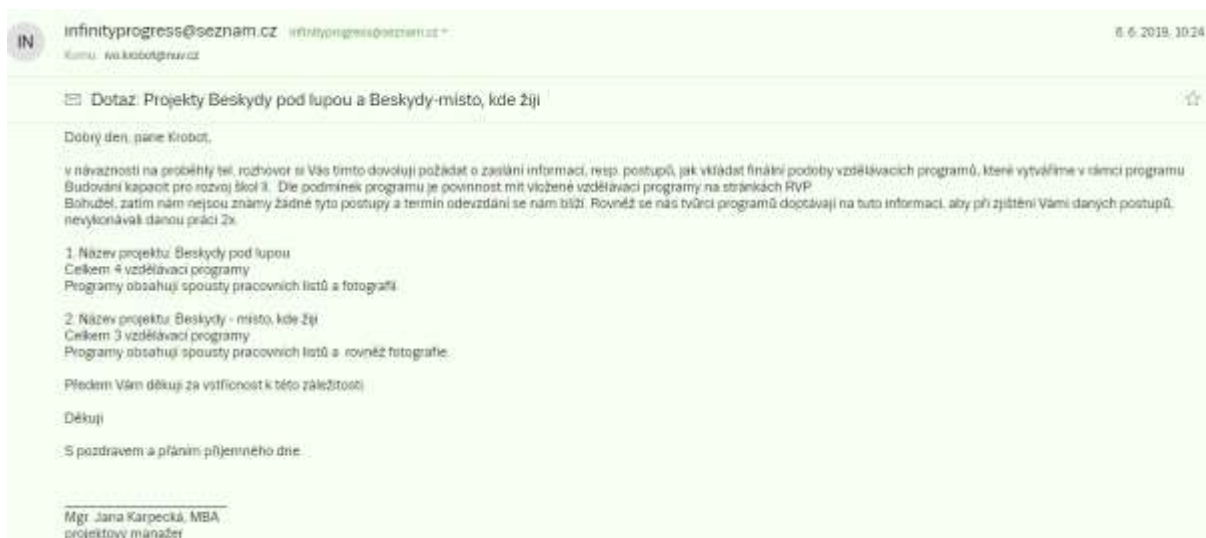 IN
infinityprogress@seznam.cz infinityprogress@seznam.cz
6. 6. 2019, 10:24
Komu: ivo.krobot@nuv.cz
Dotaz: Projekty Beskydy pod lupou a Beskydy-misto, kde žiji
Dobrý den, pane Krobot,
v návaznosti na proběhlý tel. rozhovor si Vás tímto dovoluji požádat o zaslání informací, resp. postupů, jak vkládat finální podoby vzdělávacích programů, které vytváříme v rámci programu
Budování kapacit pro rozvoj škol II. Dle podmínek programu je povinnost mít vložené vzdělávací programy na stránkách RVP.
Bohužel, zatím nám nejsou známy žádné tyto postupy a termín odevzdání se nám blíží. Rovněž se nás tvůrci programů doptávají na tuto informaci, aby při zjištění Vámi daných postupů,
nevykonávali danou práci 2x.
1. Název projektu: Beskydy pod lupou
Celkem 4 vzdělávací programy
Programy obsahují spousty pracovních listů a fotografií.
2. Název projektu: Beskydy - místo, kde žiji
Celkem 3 vzdělávací programy
Programy obsahují spousty pracovních listů a rovněž fotografie.
Předem Vám děkuji za vstřícnost k této záležitosti.
Děkuji
S pozdravem a přáním příjemného dne
Mgr. Jana Karpecká, MBA
projektový manažer